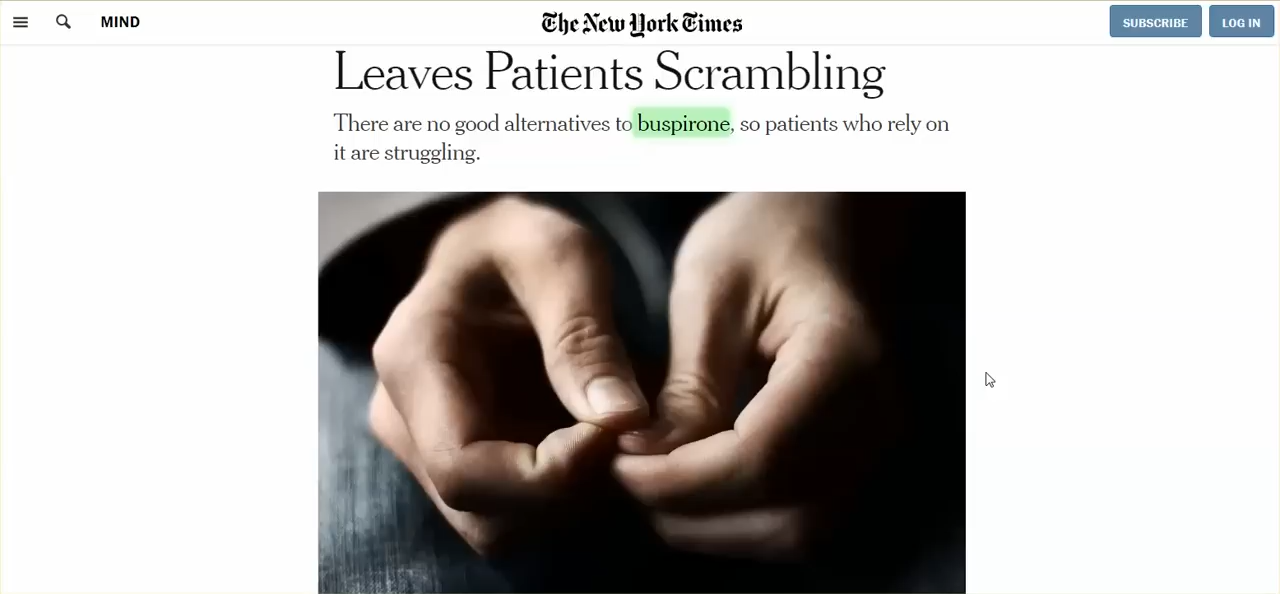 MIND
The New York Times
SUBSCRIBE
LOG IN
Leaves Patients Scrambling
There are no good alternatives to buspirone, so patients who rely on
it are struggling.